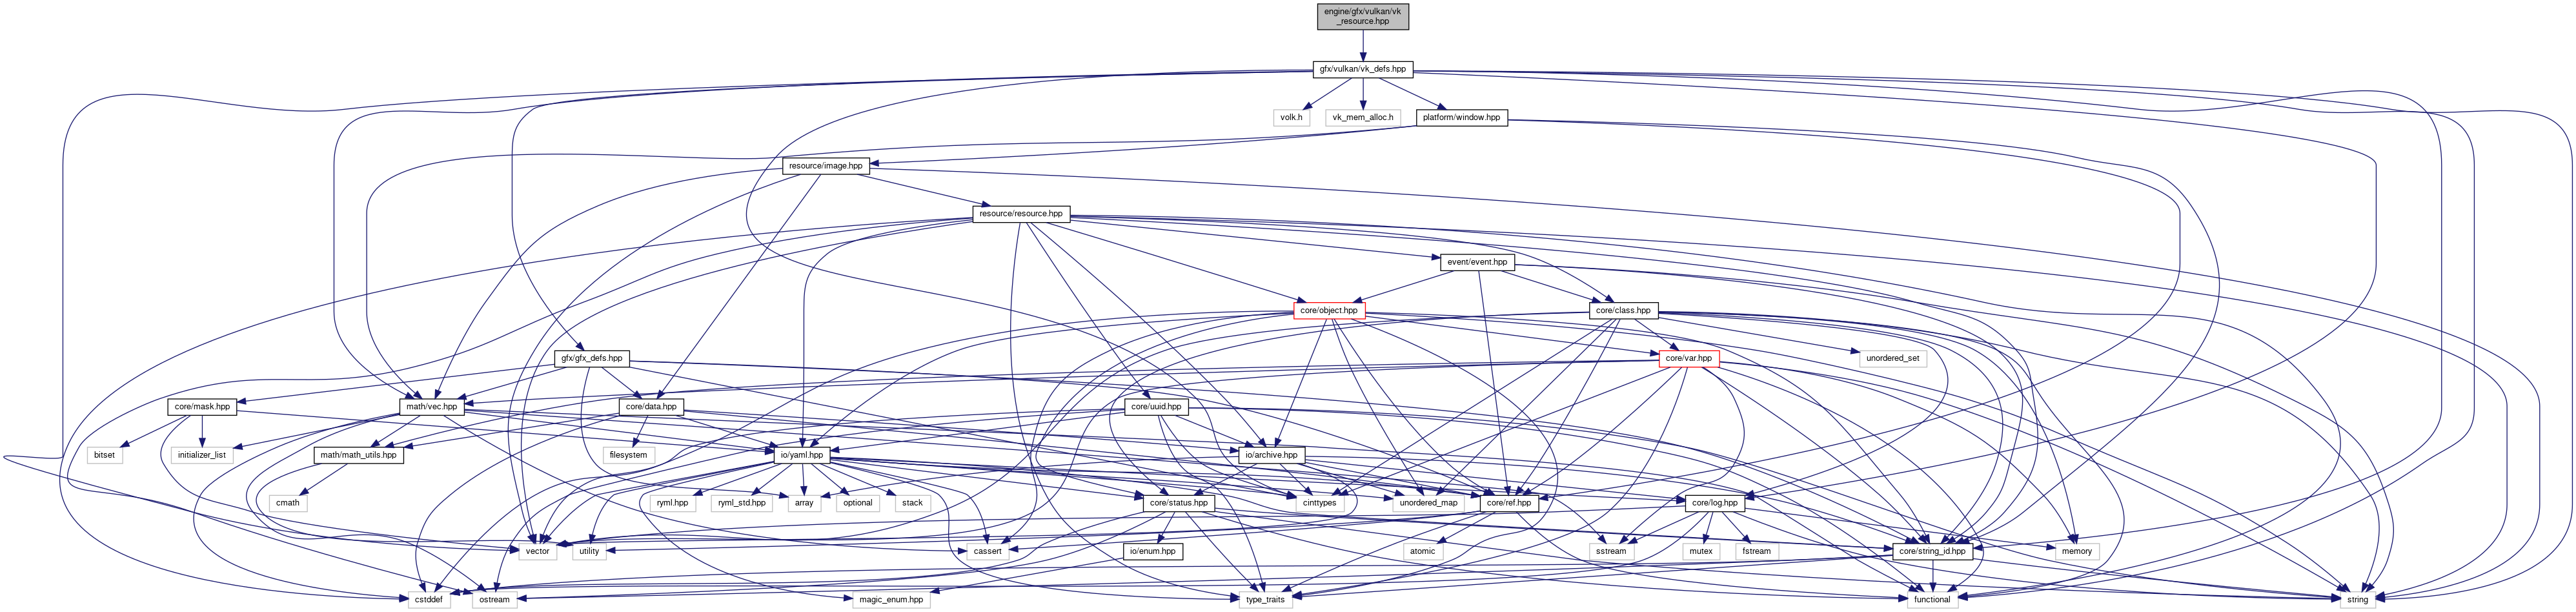 engine/gfx/vulkan/vk
_resource.hpp
gfx/vulkan/vk_defs.hpp
volk.h
vk_mem_alloc.h
platform/window.hpp
resource/image.hpp
resource/resource.hpp
event/event.hpp
core/object.hpp
core/class.hpp
gfx/gfx_defs.hpp
core/var.hpp
unordered_set
core/mask.hpp
math/vec.hpp
core/data.hpp
core/uuid.hpp
bitset
initializer_list
math/math_utils.hpp
filesystem
io/yaml.hpp
io/archive.hpp
cmath
ryml.hpp
ryml_std.hpp
array
optional
stack
core/status.hpp
cinttypes
unordered_map
core/ref.hpp
core/log.hpp
vector
utility
cassert
io/enum.hpp
atomic
sstream
mutex
fstream
core/string_id.hpp
memory
cstddef
ostream
magic_enum.hpp
type_traits
functional
string